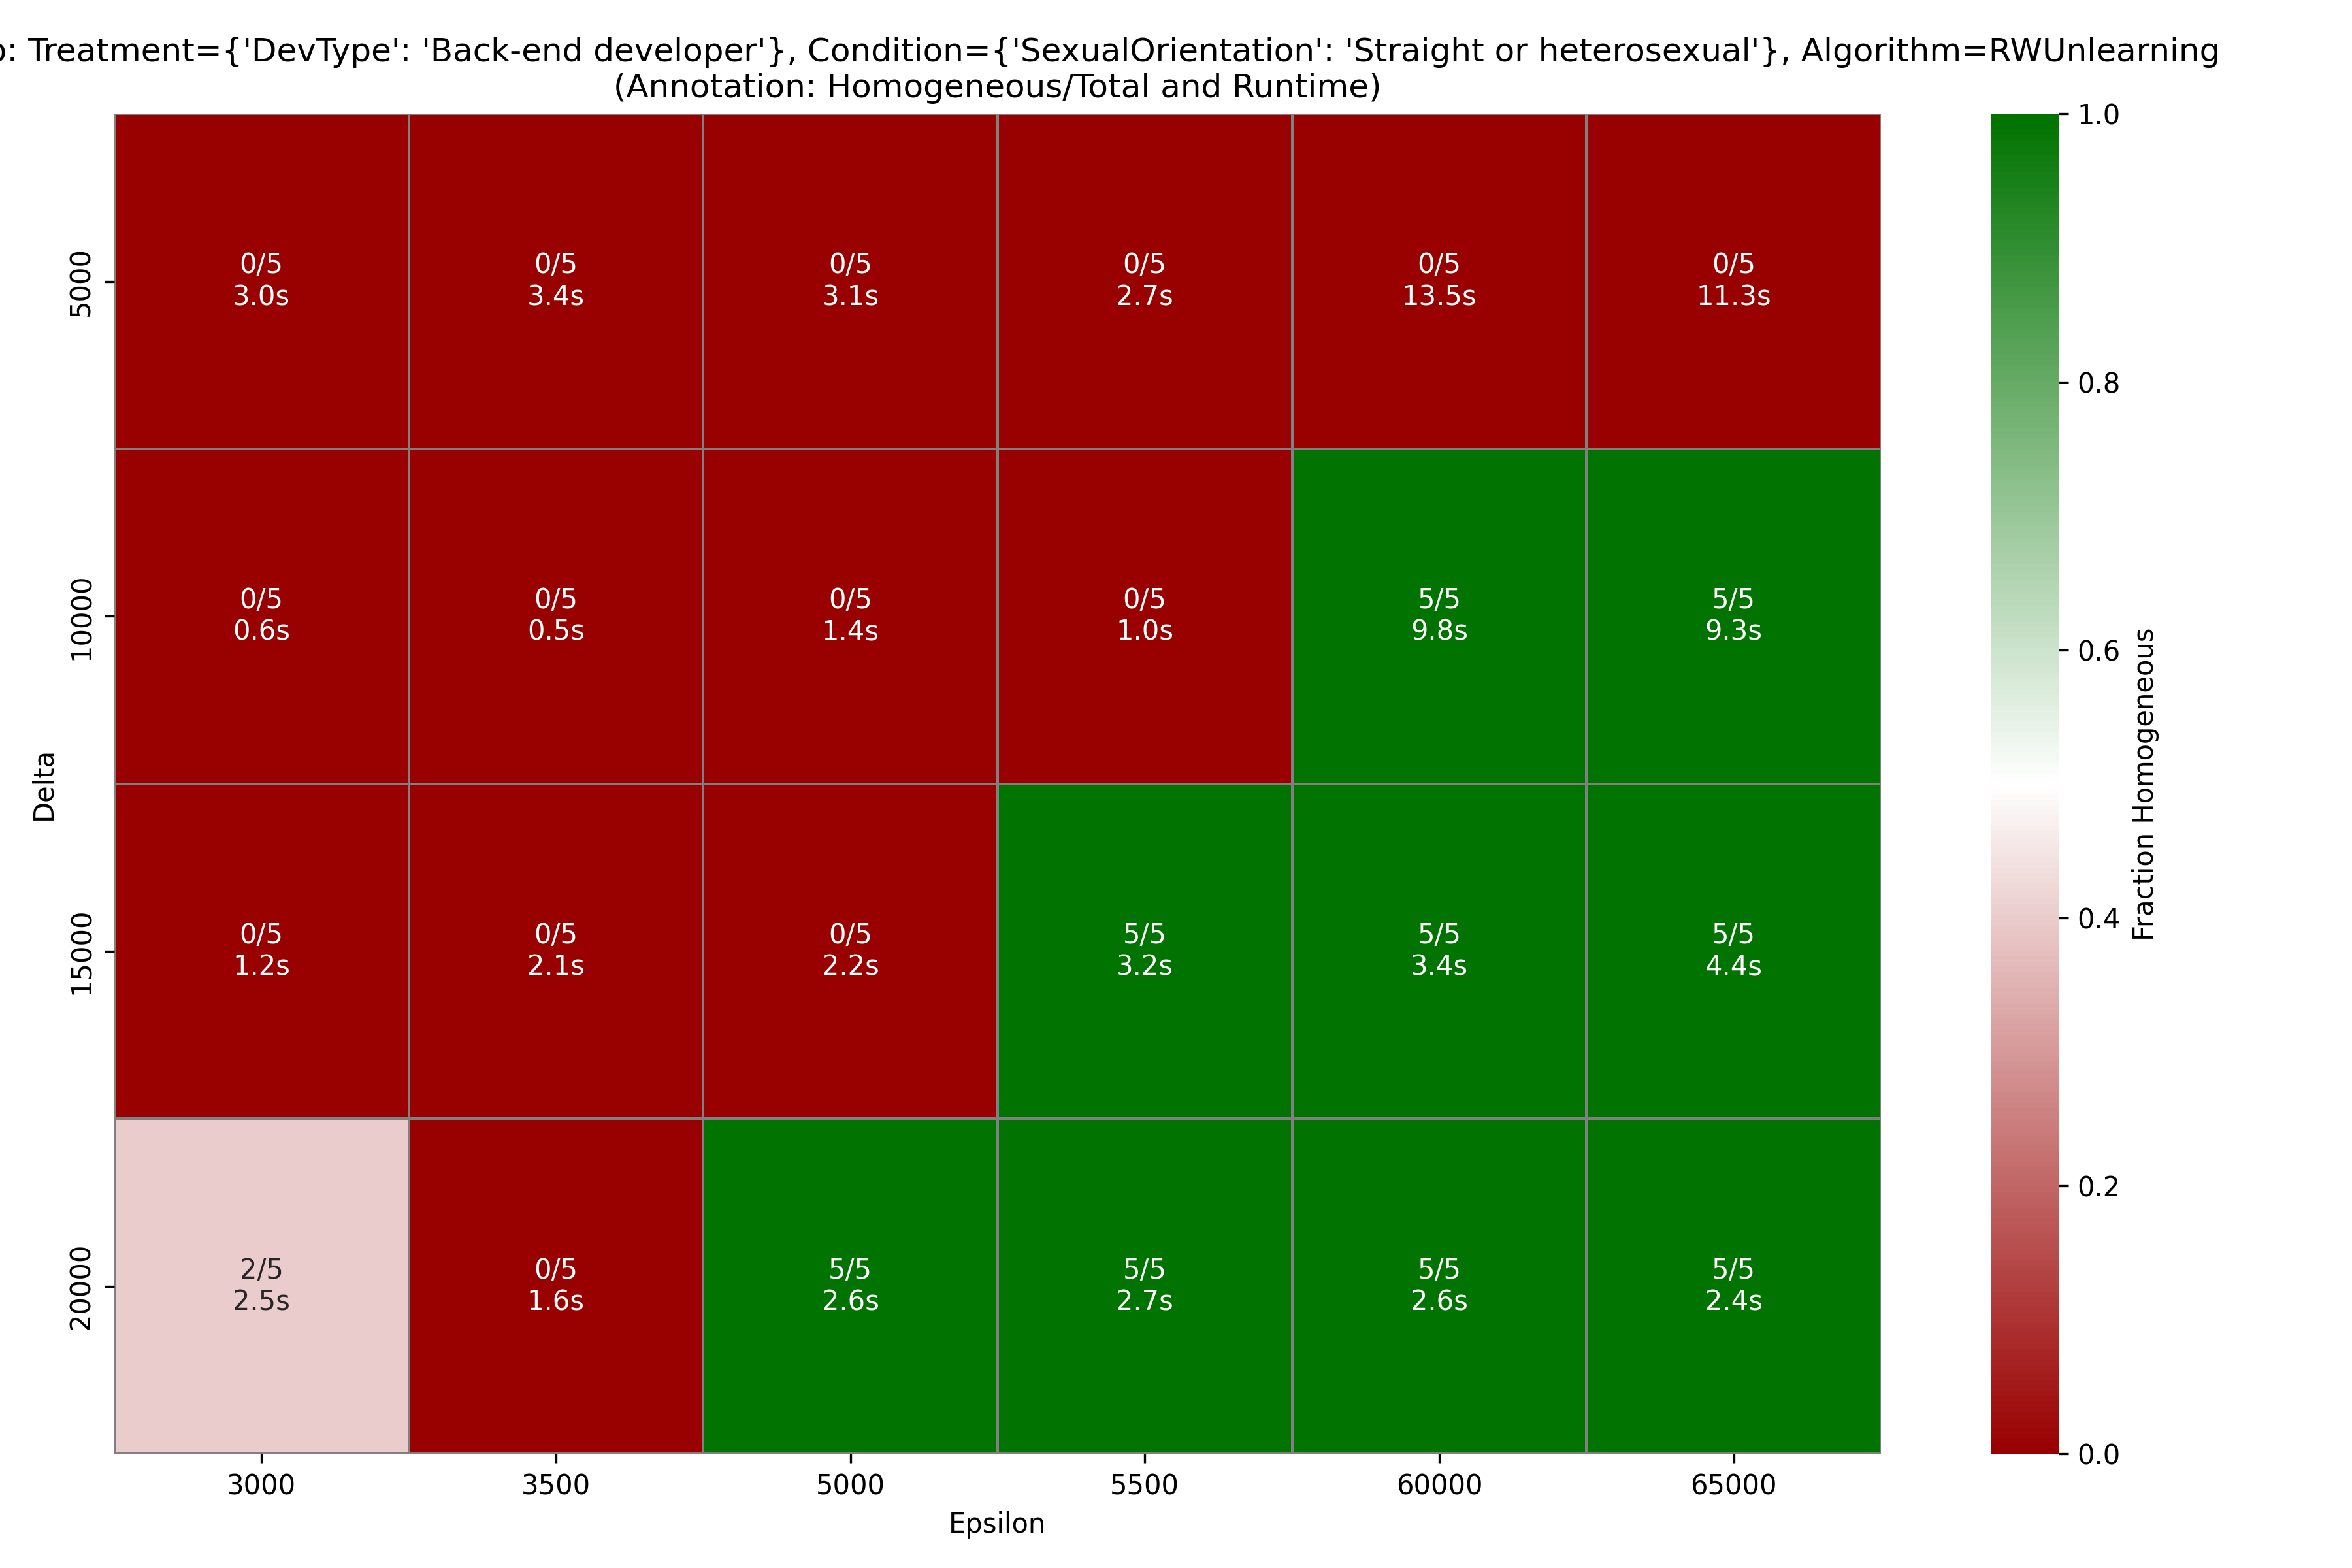 : Treatment={'DevType': 'Back-end developer'}, Condition={'SexualOrientation': 'Straight or heterosexual'}, Algorithm=RWUnlearning
(Annotation: Homogeneous/Total and Runtime)
0/5 0/5 0/5 0/5 0/5 0/5
3.0s 3.4s 3.1s 2.7s 13.5s 11.3s
0/5 0/5 0/5 0/5 5/5 5/5
0.6s 0.5s 1.4s 1.0s 9.8s 9.3s
0/5 0/5 0/5 5/5 5/5 5/5
1.2s 2.1s 2.2s 3.2s 3.4s 4.4s
2/5 0/5 5/5 5/5 5/5 5/5
2.5s 1.6s 2.6s 2.7s 2.6s 2.4s
5000
10000
15000
20000
Delta
3000 3500 5000 5500 60000 65000
Epsilon
1.0
0.8
0.6
0.4
0.2
0.0
Fraction Homogeneous